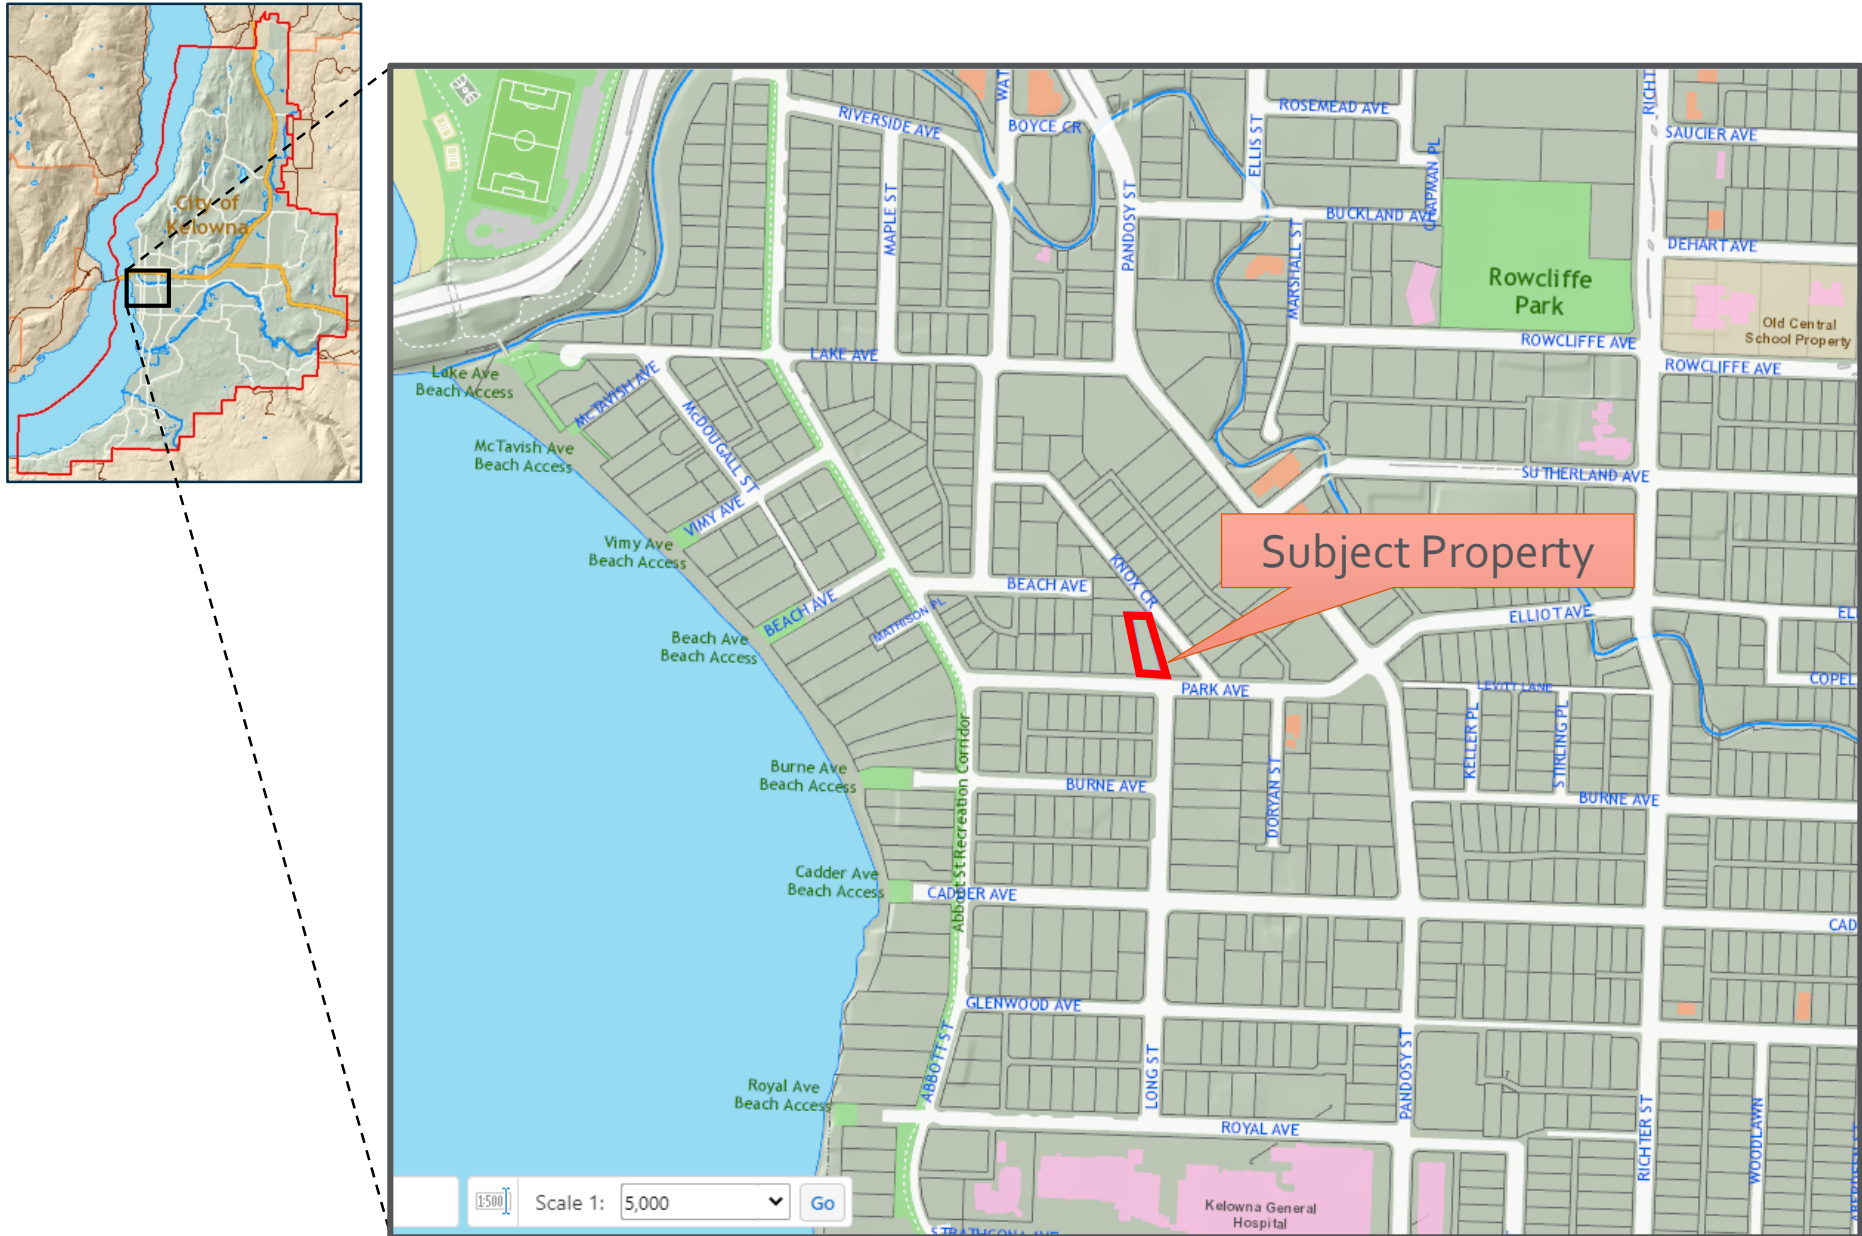 City of
Kelowna
RIVERSIDE AVE
WAT
BOYCE CR
ROSEMEAD AVE
ELLIS ST
RICHT
SAUCIER AVE
MAPLE ST
PANDOSY ST
CHAPMAN PL
BUCKLAND AVE
MARSHALL ST
DEHART AVE
Rowcliffe
Park
Old Central
School Property
ROWCLIFFE AVE
ROWCLIFFE AVE
LAKE AVE
Lake Ave
Beach Access
McTAVISH AVE
McDOUGALL ST
McTavish Ave
Beach Access
SUTHERLAND AVE
VIMY AVE
Vimy Ave
Beach Access
Subject Property
KNOX CR
BEACH AVE
BEACH AVE
MATHISON PL
ELLIOT AVE
EL
Beach Ave
Beach Access
PARK AVE
LEVITT LANE
COPEL
KELLER PL
STIRLING PL
Abbott St Recreation Corridor
Burne Ave
Beach Access
BURNE AVE
DORYAN ST
BURNE AVE
Cadder Ave
Beach Access
CADDER AVE
CAD
GLENWOOD AVE
ABBOTT ST
LONG ST
PANDOSY ST
Royal Ave
Beach Access
ROYAL AVE
RICHTER ST
WOODLAWN
Kelowna General
Hospital
STRATHCONA AVE
1:500
Scale 1:
5,000
Go